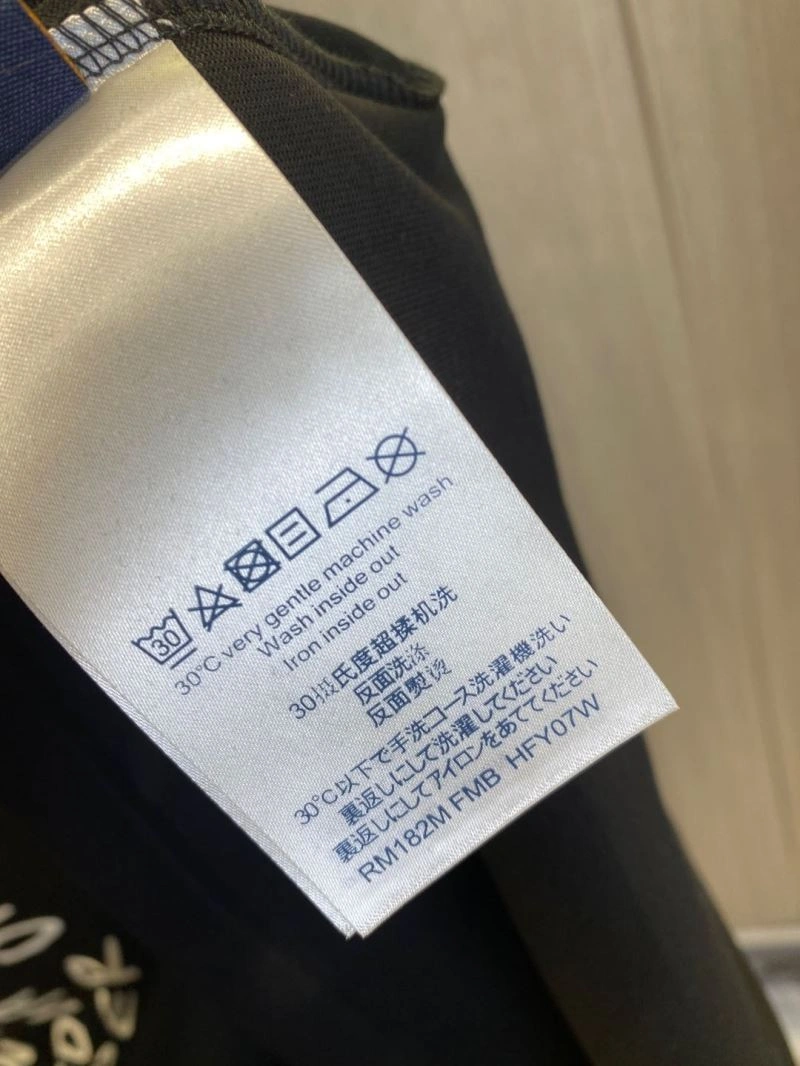 30
30°C very gentle machine wash
Wash inside out
Iron inside out
30摄氏度超揉机洗
反面洗涤
反面熨烫
30°C以下で手洗コース洗濯機洗い
裏返しにして洗濯してください
裏返しにしてアイロンをあててください
RM182M FMB HFY07W